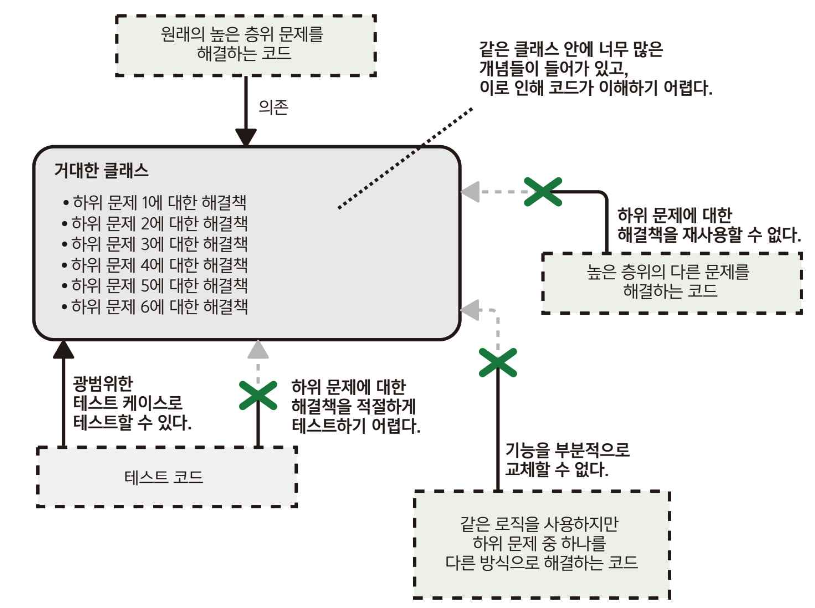 원래의 높은 층위 문제를
해결하는 코드
의존
같은 클래스 안에 너무 많은
개념들이 들어가 있고,
이로 인해 코드가 이해하기 어렵다.
거대한 클래스
• 하위 문제 1에 대한 해결책
• 하위 문제 2에 대한 해결책
• 하위 문제 3에 대한 해결책
• 하위 문제 4에 대한 해결책
• 하위 문제 5에 대한 해결책
• 하위 문제 6에 대한 해결책
하위 문제에 대한
해결책을 재사용할 수 없다.
높은 층위의 다른 문제를
해결하는 코드
광범위한
테스트 케이스로
테스트할 수 있다.
하위 문제에 대한
해결책을 적절하게
테스트하기 어렵다.
테스트 코드
기능을 부분적으로
교체할 수 없다.
같은 로직을 사용하지만
하위 문제 중 하나를
다른 방식으로 해결하는 코드